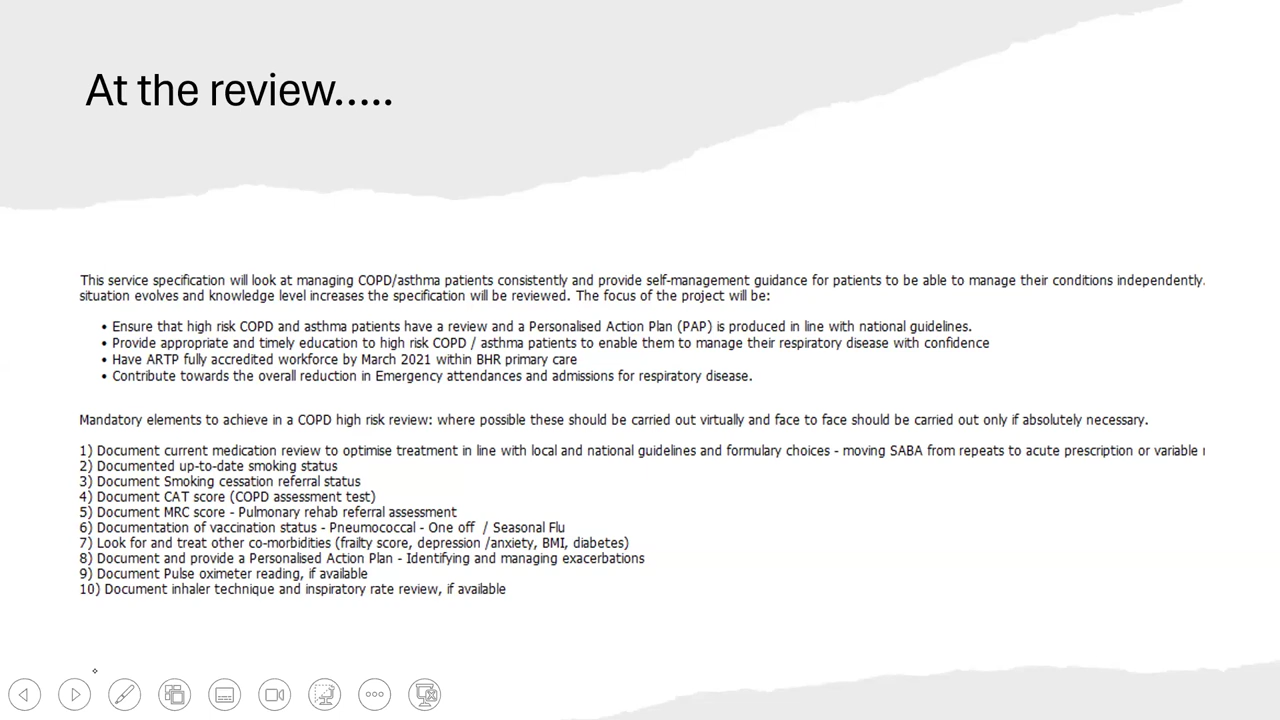 At the review.....
This service specification will look at managing COPD/asthma patients consistently and provide self-management guidance for patients to be able to manage their conditions independently.
situation evolves and knowledge level increases the specification will be reviewed. The focus of the project will be:
• Ensure that high risk COPD and asthma patients have a review and a Personalised Action Plan (PAP) is produced in line with national guidelines.
• Provide appropriate and timely education to high risk COPD / asthma patients to enable them to manage their respiratory disease with confidence
• Have ARTP fully accredited workforce by March 2021 within BHR primary care
• Contribute towards the overall reduction in Emergency attendances and admissions for respiratory disease.
Mandatory elements to achieve in a COPD high risk review: where possible these should be carried out virtually and face to face should be carried out only if absolutely necessary.
1) Document current medication review to optimise treatment in line with local and national guidelines and formulary choices - moving SABA from repeats to acute prescription or variable
2) Documented up-to-date smoking status
3) Document Smoking cessation referral status
4) Document CAT score (COPD assessment test)
5) Document MRC score - Pulmonary rehab referral assessment
6) Documentation of vaccination status - Pneumococcal - One off / Seasonal Flu
7) Look for and treat other co-morbidities (frailty score, depression /anxiety, BMI, diabetes)
8) Document and provide a Personalised Action Plan - Identifying and managing exacerbations
9) Document Pulse oximeter reading, if available
10) Document inhaler technique and inspiratory rate review, if available